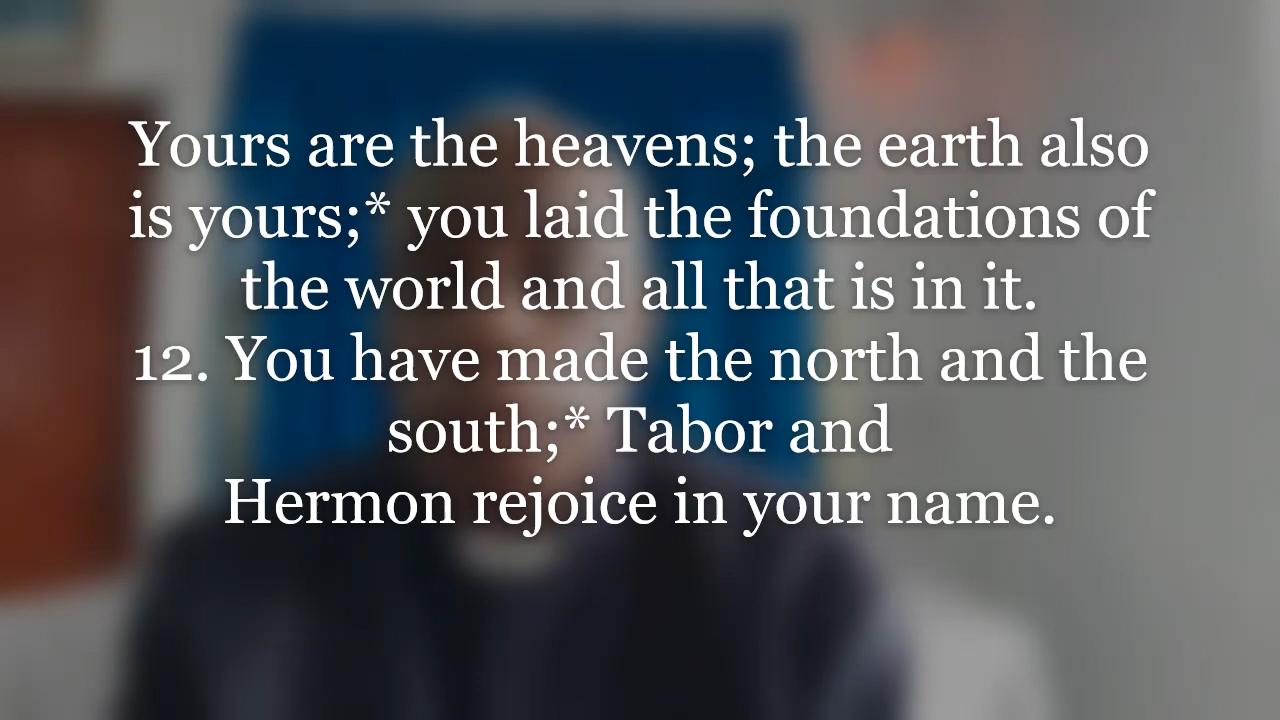 Yours are the heavens; the earth also
is yours;* you laid the foundations of
the world and all that is in it.
12. You have made the north and the
south;* Tabor and
Hermon rejoice in your name.